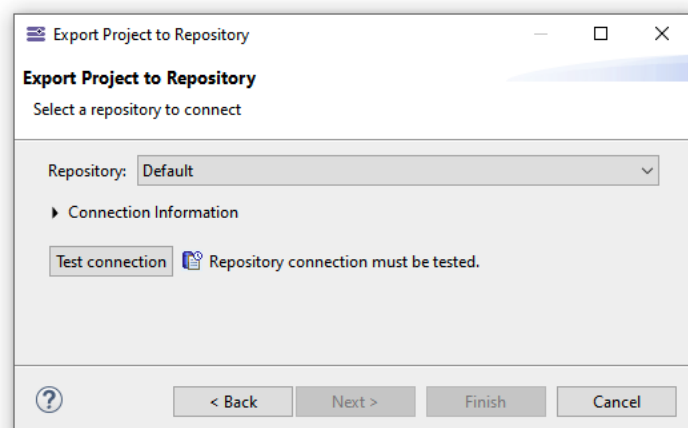 Export Project to Repository
Export Project to Repository
Select a repository to connect
Repository: Default
Connection Information
Test connection Repository connection must be tested.
? < Back Next > Finish Cancel